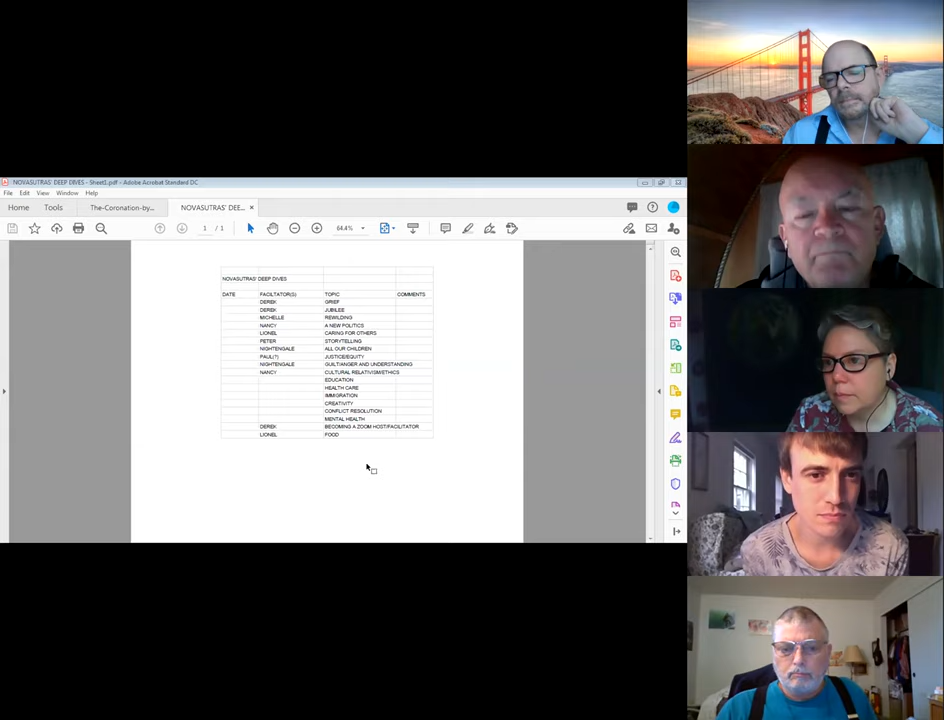 NOVASUTRAS' DEEP DIVES - Sheet1.pdf - Adobe Acrobat Standard DC
File Edit View Window Help
Home Tools The-Coronation-by... NOVASUTRAS' DEE... ×
1 / 1 64.4%
NOVASUTRAS' DEEP DIVES
DATE FACILTATOR(S) TOPIC COMMENTS
DEREK GRIEF
DEREK JUBILEE
MICHELLE REWILDING
NANCY A NEW POLITICS
LIONEL CARING FOR OTHERS
PETER STORYTELLING
NIGHTENGALE ALL OUR CHILDREN
PAUL(?) JUSTICE/EQUITY
NIGHTENGALE GUILT/ANGER AND UNDERSTANDING
NANCY CULTURAL RELATIVISM/ETHICS
EDUCATION
HEALTH CARE
IMMIGRATION
CREATIVITY
CONFLICT RESOLUTION
MENTAL HEALTH
DEREK BECOMING A ZOOM HOST/FACILITATOR
LIONEL FOOD